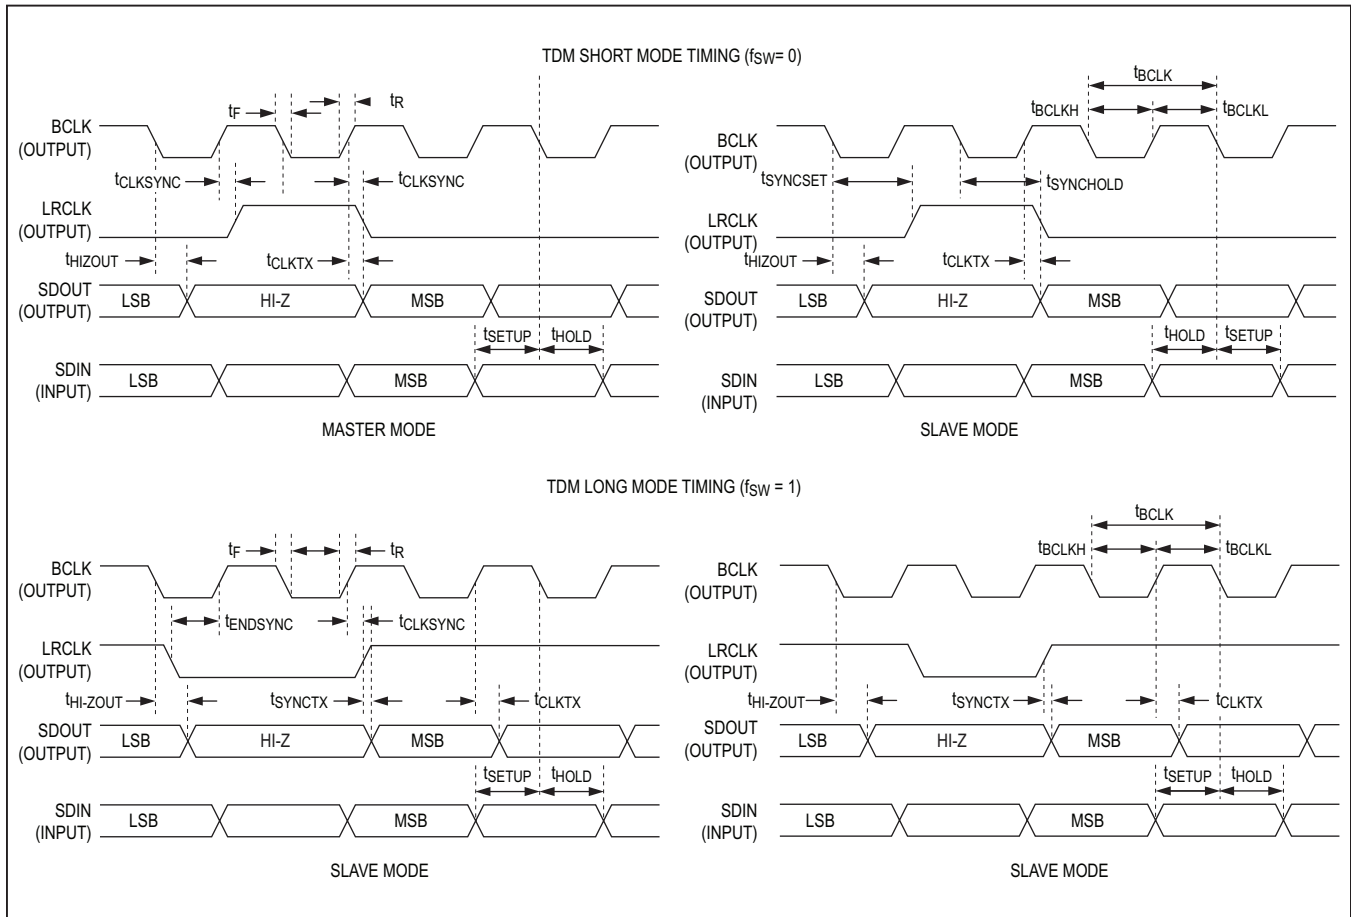 TDM SHORT MODE TIMING (fSW= 0)
tF
tR
BCLK
(OUTPUT)
tCLKSYNC
tCLKSYNC
LRCLK
(OUTPUT)
tHIZOUT
tCLKTX
SDOUT
(OUTPUT)
LSB
HI-Z
MSB
tSETUP
tHOLD
SDIN
(INPUT)
LSB
MSB
MASTER MODE
tBCLK
tBCLKH
tBCLKL
BCLK
(OUTPUT)
tSYNCSET
tSYNCHOLD
LRCLK
(OUTPUT)
tHIZOUT
tCLKTX
SDOUT
(OUTPUT)
LSB
HI-Z
MSB
tHOLD
tSETUP
SDIN
(INPUT)
LSB
MSB
SLAVE MODE
TDM LONG MODE TIMING (fSW = 1)
tF
tR
BCLK
(OUTPUT)
tENDSYNC
tCLKSYNC
LRCLK
(OUTPUT)
tHI-ZOUT
tSYNCTX
tCLKTX
SDOUT
(OUTPUT)
LSB
HI-Z
MSB
tSETUP
tHOLD
SDIN
(INPUT)
LSB
MSB
SLAVE MODE
tBCLK
tBCLKH
tBCLKL
BCLK
(OUTPUT)
LRCLK
(OUTPUT)
tHI-ZOUT
tSYNCTX
tCLKTX
SDOUT
(OUTPUT)
LSB
HI-Z
MSB
tSETUP
tHOLD
SDIN
(INPUT)
LSB
MSB
SLAVE MODE